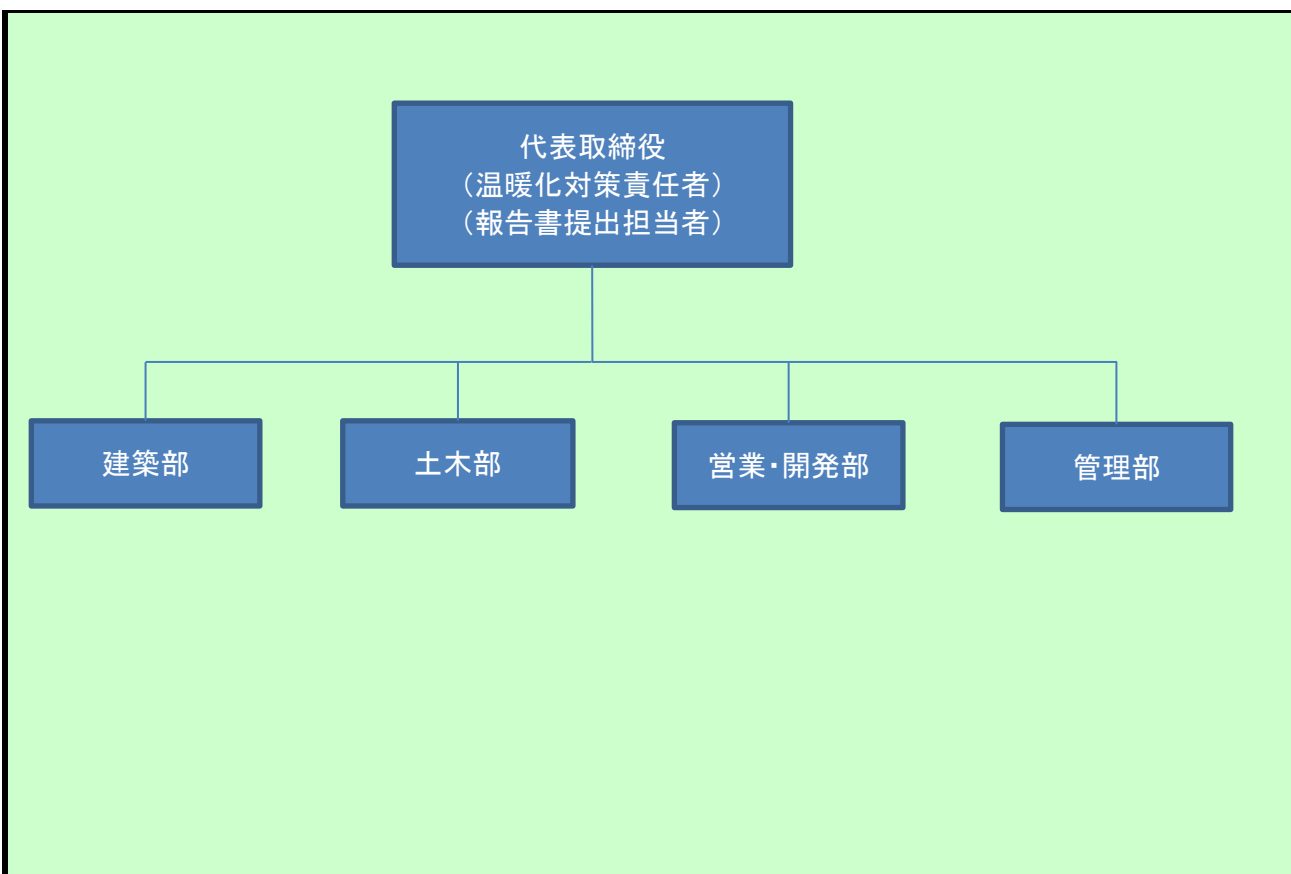 代表取締役
（温暖化対策責任者）
（報告書提出担当者）
建築部
土木部
営業・開発部
管理部